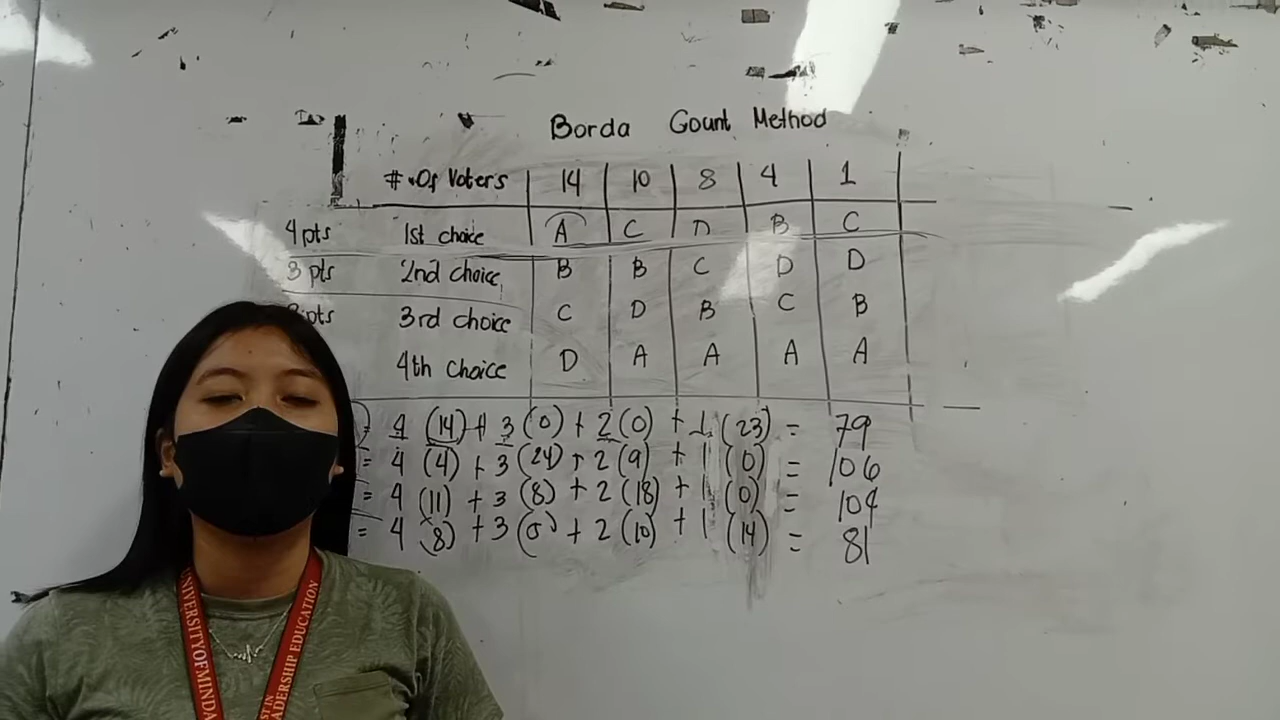 Borda Count Method
# Of Voters 14 10 8 4 1
4 pts 1st choice A C D B C
3 pts 2nd choice B B C D D
pts 3rd choice C D B C B
4th choice D A A A A
= 4 (14) + 3 (0) + 2 (0) + 1 (23) = 79
= 4 (4) + 3 (24) + 2 (9) + 1 (0) = 106
= 4 (11) + 3 (8) + 2 (18) + 1 (0) = 104
= 4 (8) + 3 (5) + 2 (10) + 1 (14) = 81
UNIVERSITY OF MINDA
ADERSHIP EDUCATION